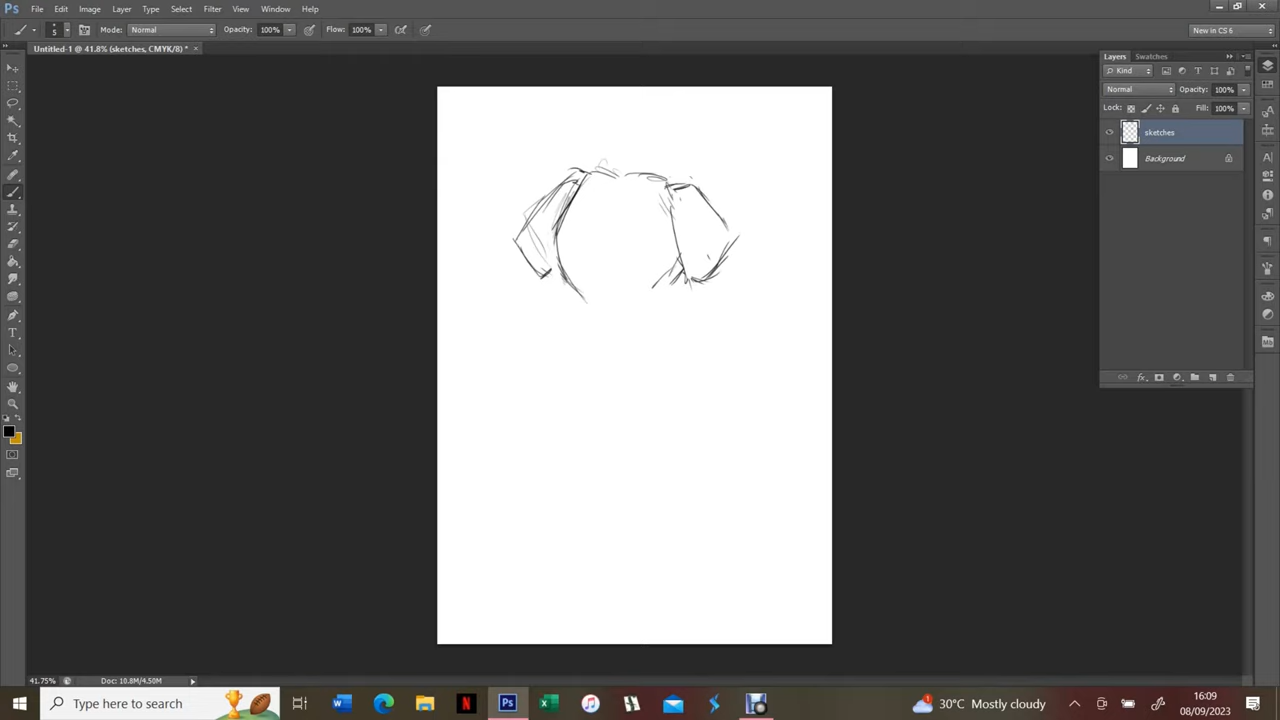 Ps File Edit Image Layer Type Select Filter View Window Help
5 Mode: Normal Opacity: 100% Flow: 100% New in CS 6
Untitled-1 @ 41.8% (sketches, CMYK/8) * ×
Layers Swatches
Kind
Normal Opacity: 100%
Lock: Fill: 100%
sketches
Background
41.75% Doc: 10.8M/4.50M
Type here to search
16:09
30°C Mostly cloudy
08/09/2023